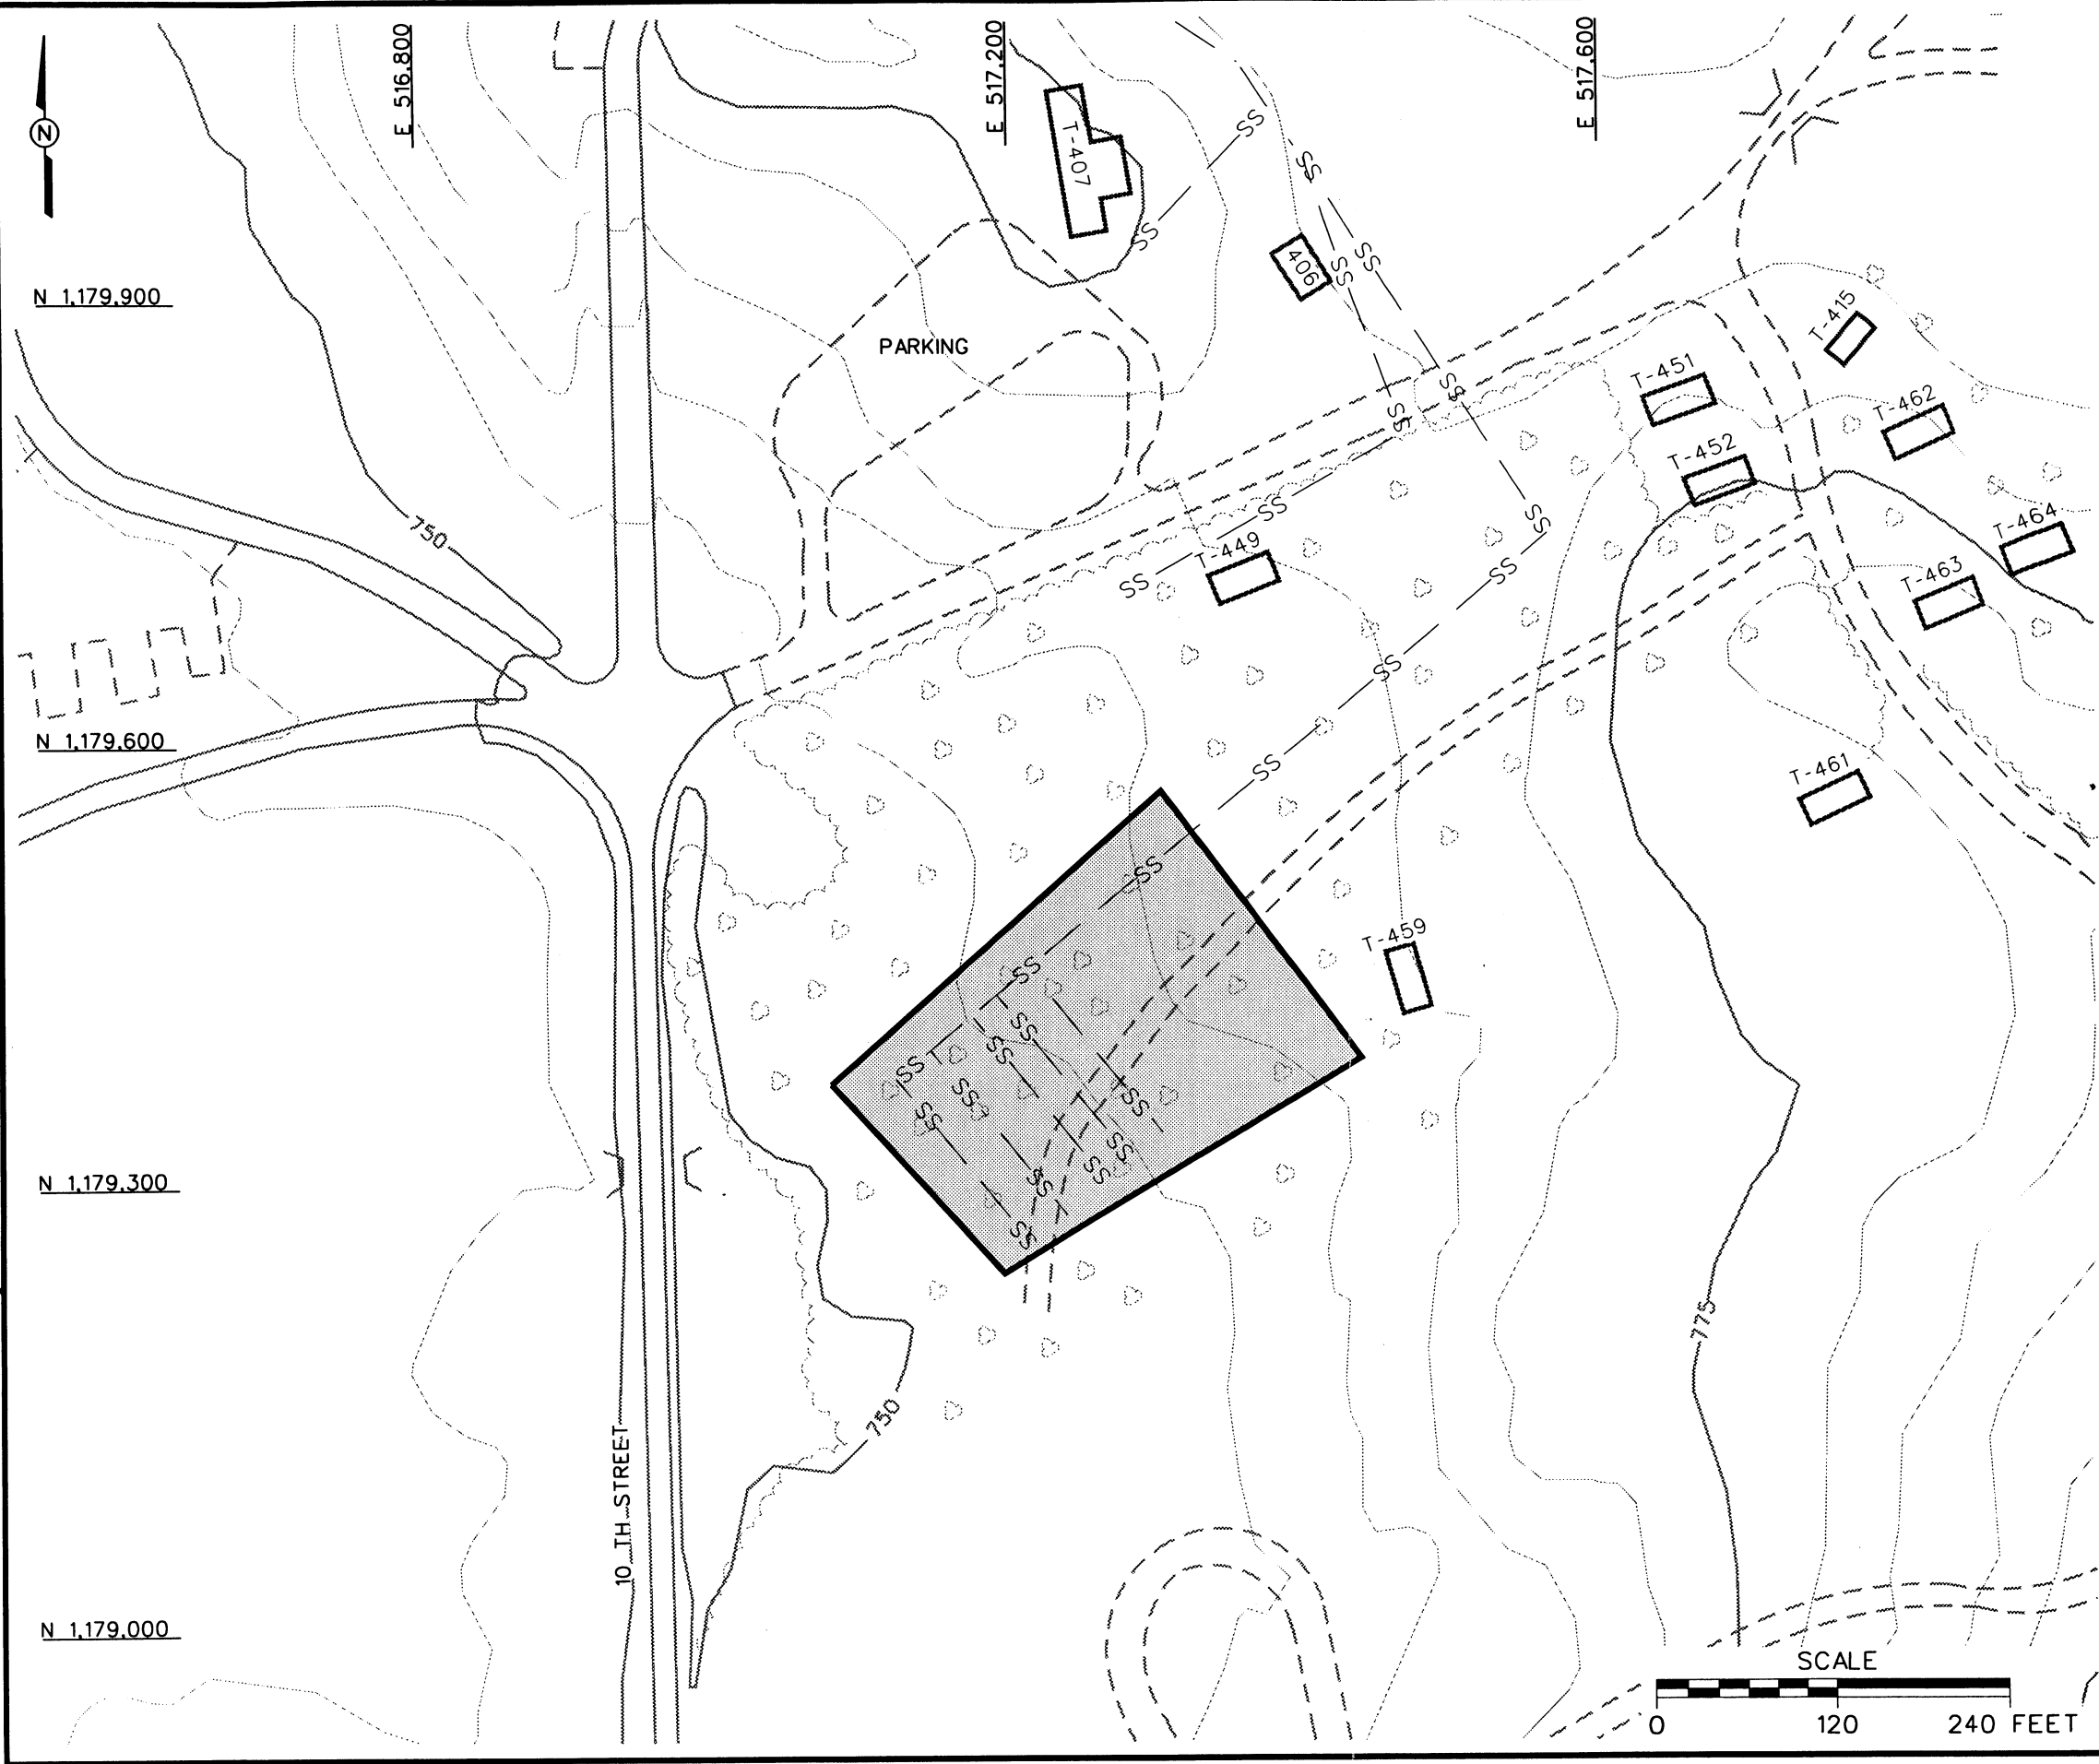 E 516,800
E 517,200
E 517,600
N
T-407
SS
SS
SS
406
SS
SS
N 1,179,900
PARKING
T-415
T-451
SS
T-462
SS
T-452
750
SS
SS
T-464
T-449
SS
SS
T-463
SS
N 1,179,600
SS
T-461
SS
T-459
SS
SS
SS
SS
SS
SS
SS
SS
SS
SS
N 1,179,300
SS
775
750
10 TH STREET
N 1,179,000
SCALE
0 120 240 FEET